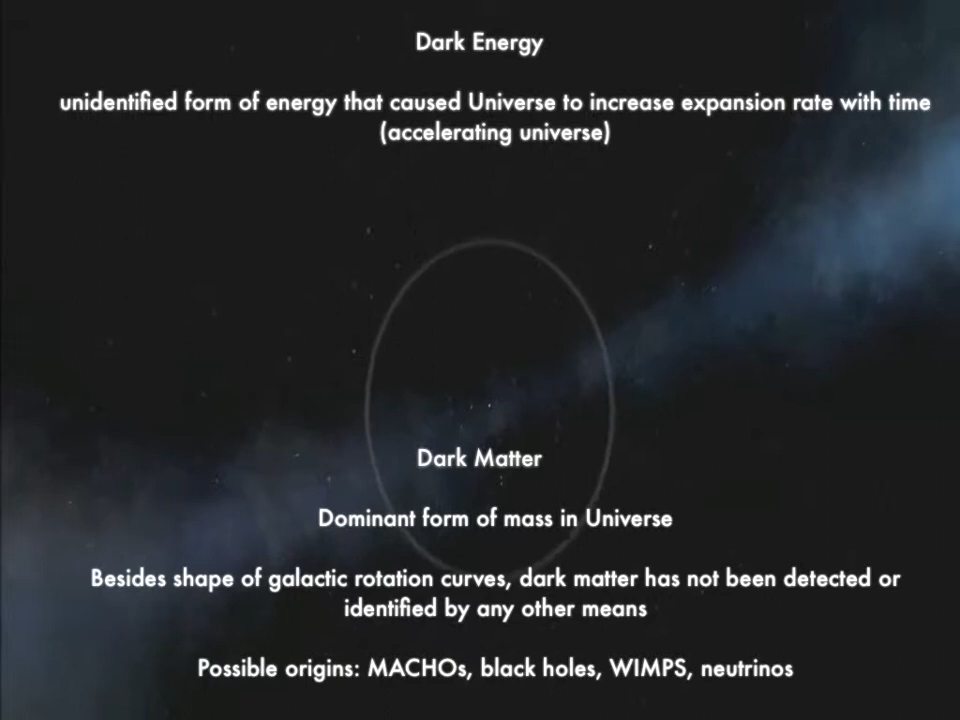 Dark Energy
unidentified form of energy that caused Universe to increase expansion rate with time
(accelerating universe)
Dark Matter
Dominant form of mass in Universe
Besides shape of galactic rotation curves, dark matter has not been detected or
identified by any other means
Possible origins: MACHOs, black holes, WIMPS, neutrinos